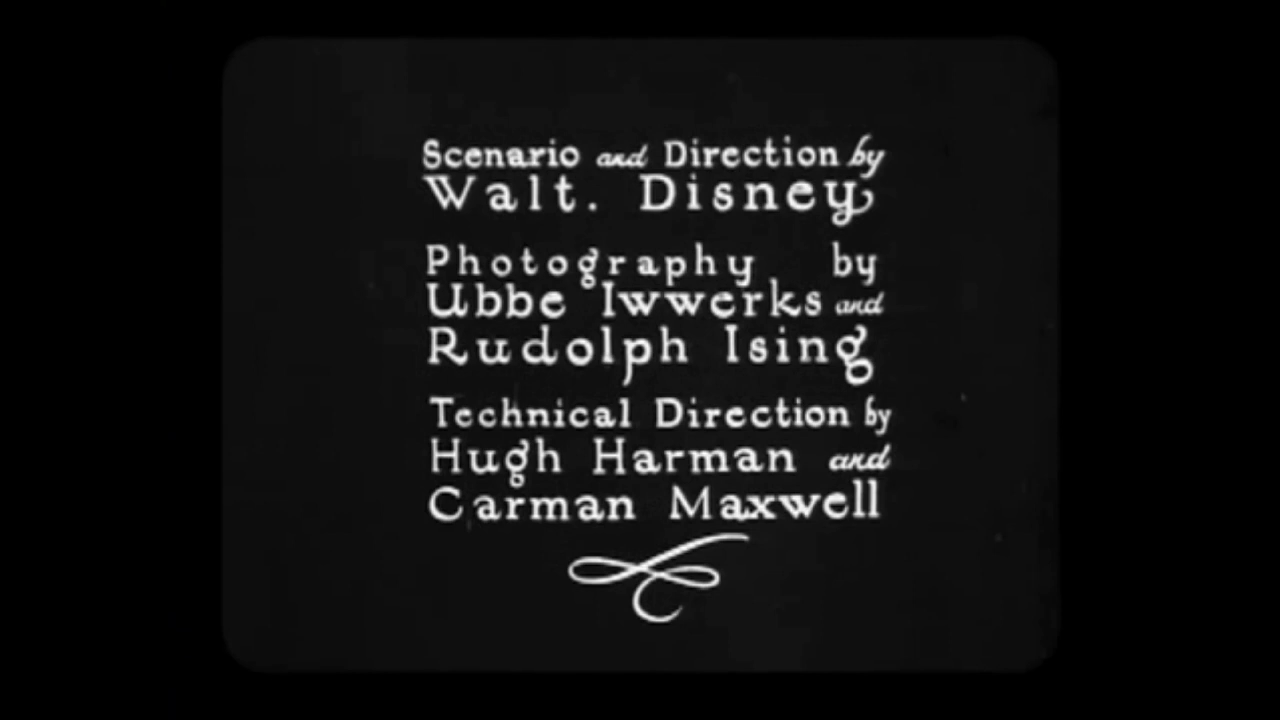 Scenario and Direction by
Walt. Disney
Photography by
Ubbe Iwwerks and
Rudolph Ising
Technical Direction by
Hugh Harman and
Carman Maxwell